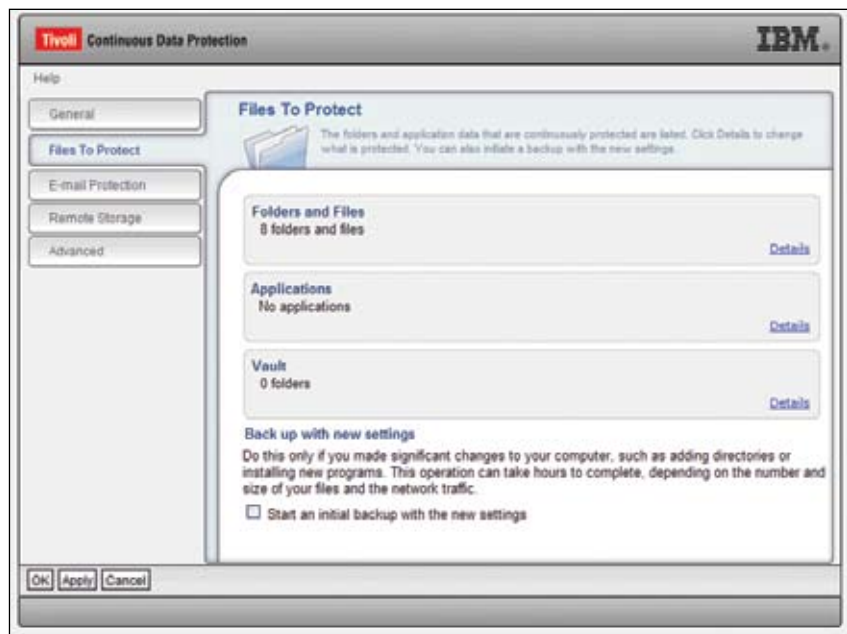 Tivoli Continuous Data Protection
IBM.
Help
General
Files To Protect
E-mail Protection
Remote Storage
Advanced
Files To Protect
The folders and application data that are continuously protected are listed. Click Details to change
what is protected. You can also initiate a backup with the new settings.
Folders and Files
8 folders and files
Details
Applications
No applications
Details
Vault
0 folders
Details
Back up with new settings
Do this only if you made significant changes to your computer, such as adding directories or
installing new programs. This operation can take hours to complete, depending on the number and
size of your files and the network traffic.
Start an initial backup with the new settings
OK Apply Cancel